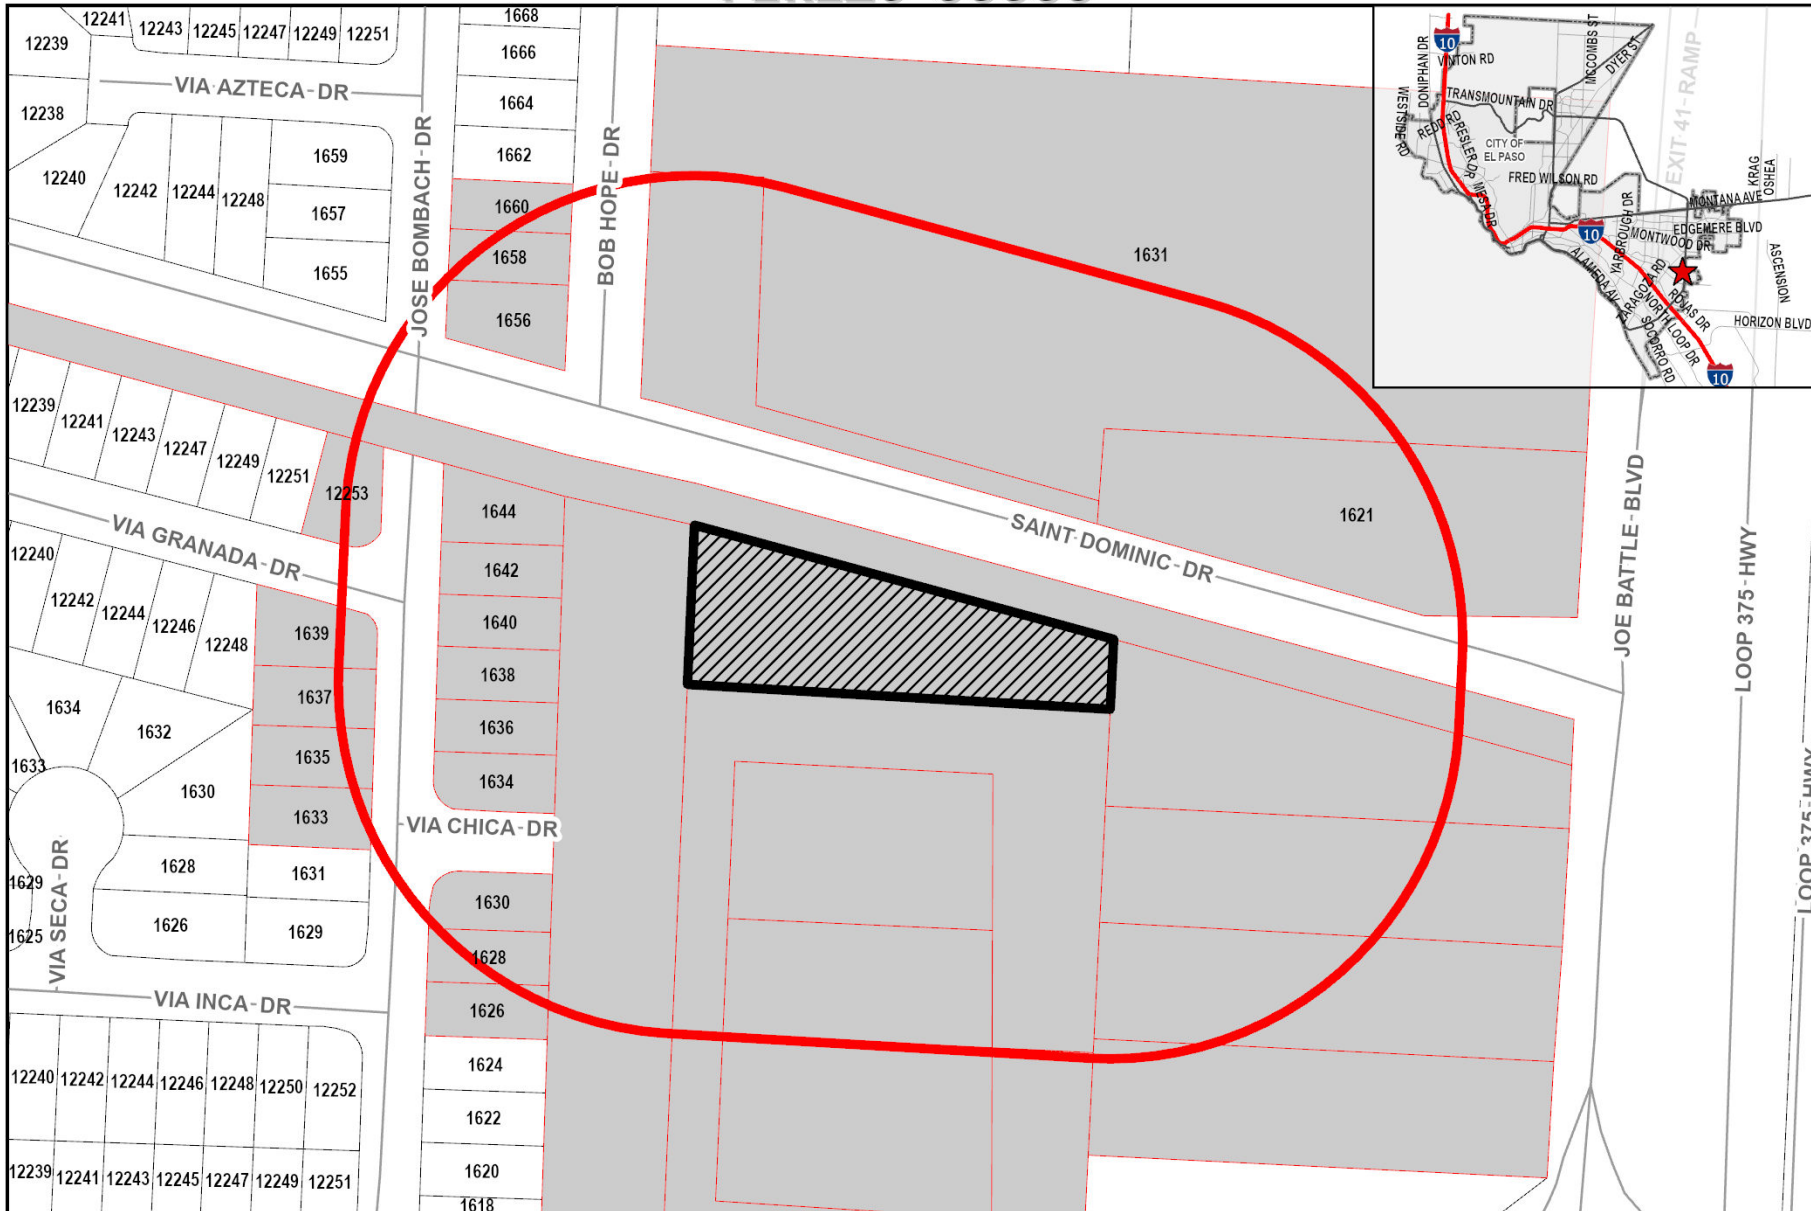 12241
12243
12245
12247
12249
12251
12239
VIA AZTECA DR
12238
12240
12242
12244
12248
1659
1657
1655
JOSE BOMBACH DR
1668
1666
1664
1662
1660
1658
1656
BOB HOPE DR
1631
1621
SAINT DOMINIC DR
JOE BATTLE BLVD
LOOP 375 HWY
LOOP 375 HWY
EXIT 41 RAMP
12239
12241
12243
12247
12249
12251
12253
VIA GRANADA DR
12240
12242
12244
12246
12248
1639
1637
1635
1633
1634
1632
1633
1630
1628
1631
1626
1629
1629
1625
VIA SECA DR
VIA INCA DR
1644
1642
1640
1638
1636
1634
VIA CHICA DR
1630
1628
1626
1624
1622
1620
1618
12240
12242
12244
12246
12248
12250
12252
12239
12241
12243
12245
12247
12249
12251
10
VINTON RD
DONIPHAN DR
WESTSIDE RD
TRANSMOUNTAIN DR
REDD RD
RESLER DR
MESA DR
CITY OF
EL PASO
MCCOMBS ST
DYER ST
FRED WILSON RD
10
YARBROUGH DR
MONTANA AVE
EDGEMERE BLVD
MONTWOOD DR
KRAG
OSHEA
ASCENSION
ALAMEDA AV
ROJAS DR
NORTH LOOP DR
SOCORRO RD
HORIZON BLVD
10